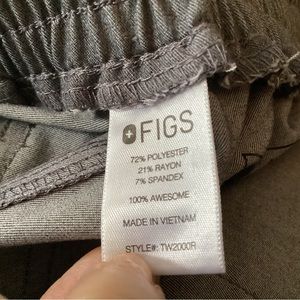 FIGS
72% POLYESTER
21% RAYON
7% SPANDEX
100% AWESOME
MADE IN VIETNAM
STYLE#: TW2000R